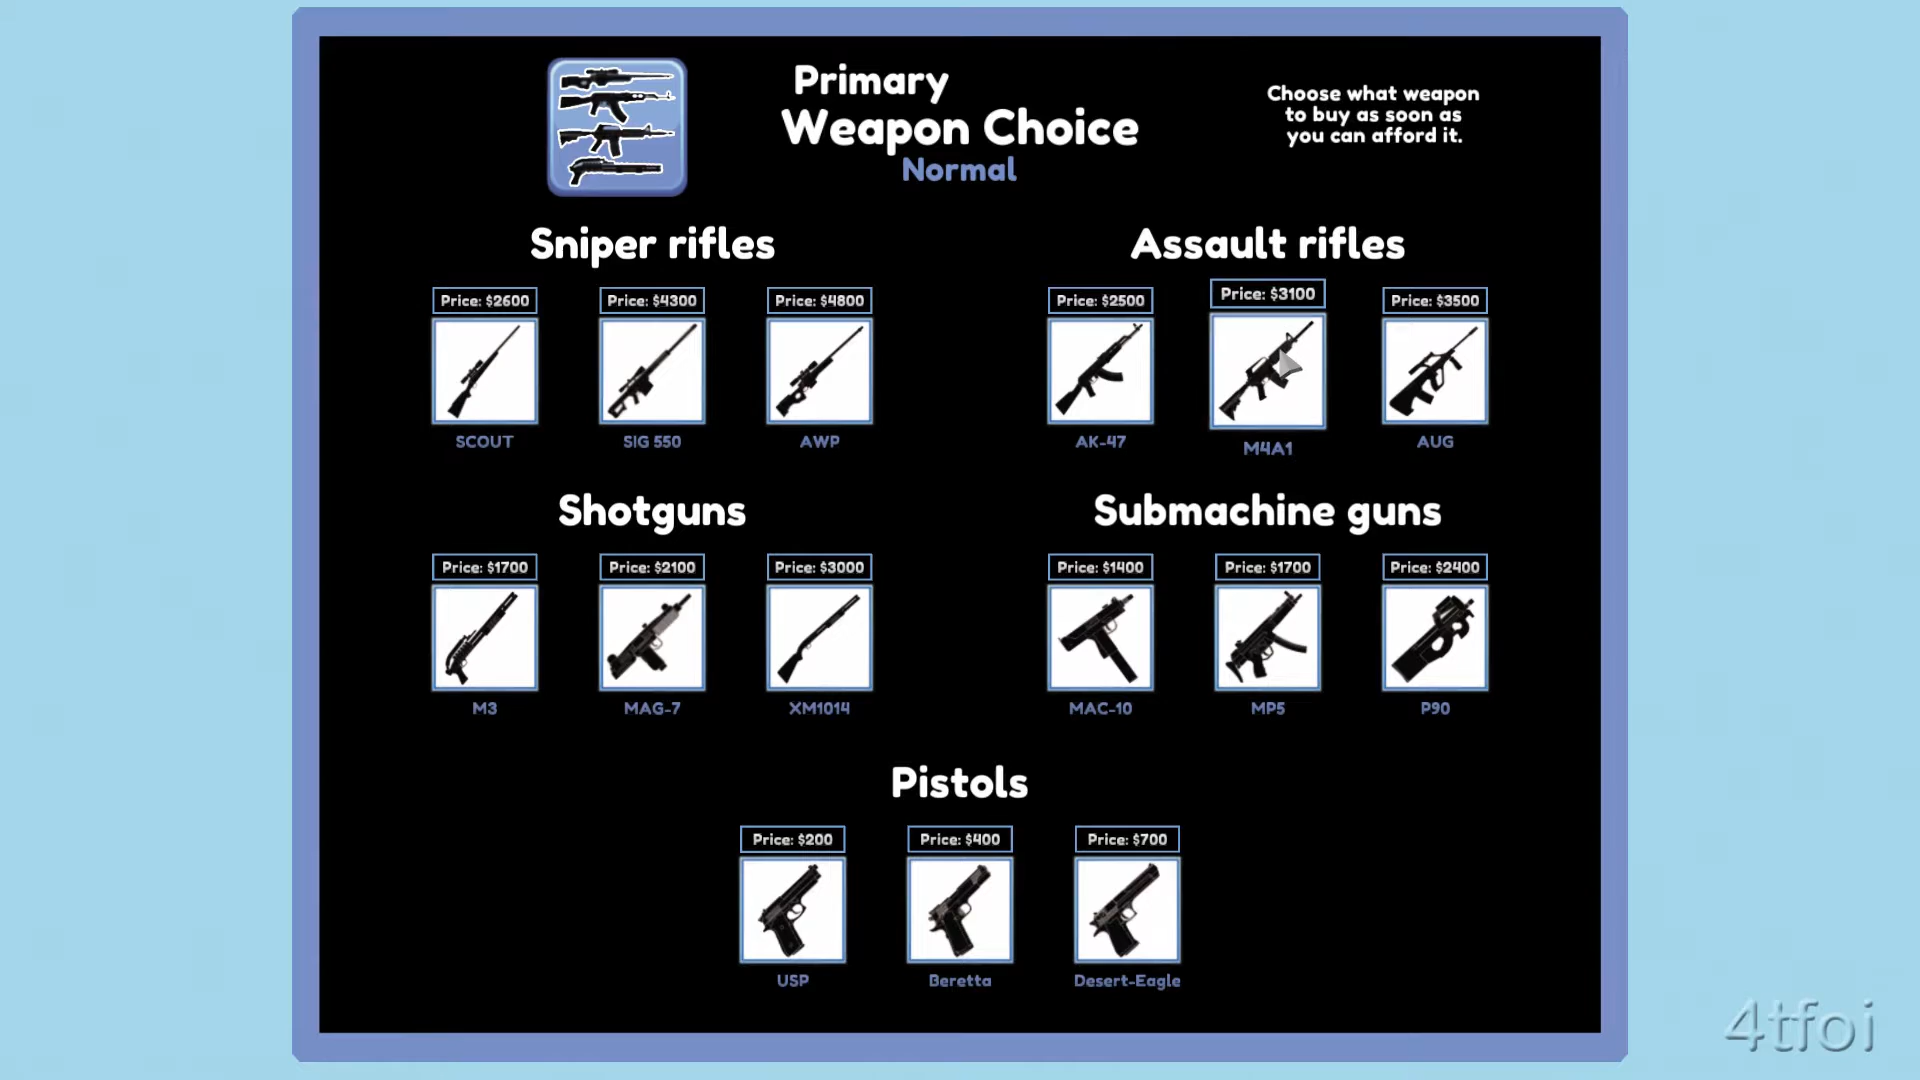 Primary
Weapon Choice
Normal
Choose what weapon
to buy as soon as
you can afford it.
Sniper rifles
Price: $2600
Price: $4300
Price: $4800
SCOUT
SIG 550
AWP
Assault rifles
Price: $2500
Price: $3100
Price: $3500
AK-47
M4A1
AUG
Shotguns
Price: $1700
Price: $2100
Price: $3000
M3
MAG-7
XM1014
Submachine guns
Price: $1400
Price: $1700
Price: $2400
MAC-10
MP5
P90
Pistols
Price: $200
Price: $400
Price: $700
USP
Beretta
Desert-Eagle
4tfoi